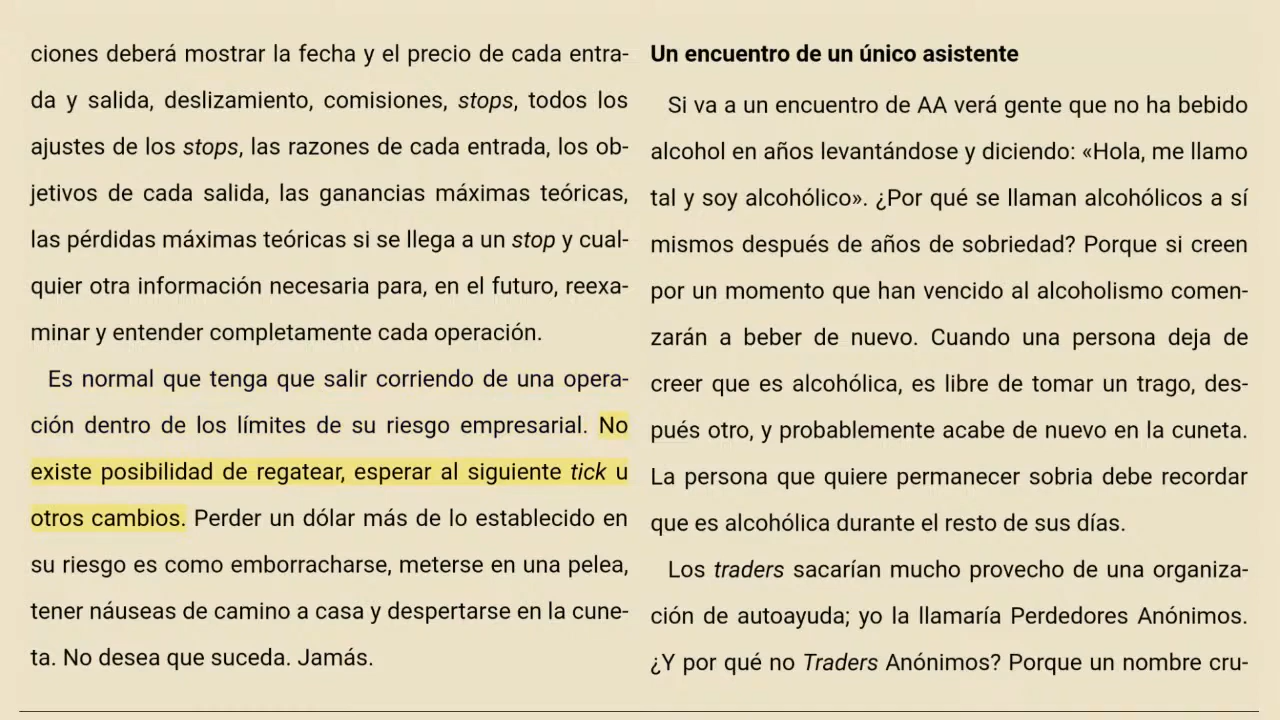 ciones deberá mostrar la fecha y el precio de cada entra-
da y salida, deslizamiento, comisiones, stops, todos los
ajustes de los stops, las razones de cada entrada, los ob-
jetivos de cada salida, las ganancias máximas teóricas,
las pérdidas máximas teóricas si se llega a un stop y cual-
quier otra información necesaria para, en el futuro, reexa-
minar y entender completamente cada operación.
Es normal que tenga que salir corriendo de una opera-
ción dentro de los límites de su riesgo empresarial. No
existe posibilidad de regatear, esperar al siguiente tick u
otros cambios. Perder un dólar más de lo establecido en
su riesgo es como emborracharse, meterse en una pelea,
tener náuseas de camino a casa y despertarse en la cune-
ta. No desea que suceda. Jamás.
Un encuentro de un único asistente
Si va a un encuentro de AA verá gente que no ha bebido
alcohol en años levantándose y diciendo: «Hola, me llamo
tal y soy alcohólico». ¿Por qué se llaman alcohólicos a sí
mismos después de años de sobriedad? Porque si creen
por un momento que han vencido al alcoholismo comen-
zarán a beber de nuevo. Cuando una persona deja de
creer que es alcohólica, es libre de tomar un trago, des-
pués otro, y probablemente acabe de nuevo en la cuneta.
La persona que quiere permanecer sobria debe recordar
que es alcohólica durante el resto de sus días.
Los traders sacarían mucho provecho de una organiza-
ción de autoayuda; yo la llamaría Perdedores Anónimos.
¿Y por qué no Traders Anónimos? Porque un nombre cru-